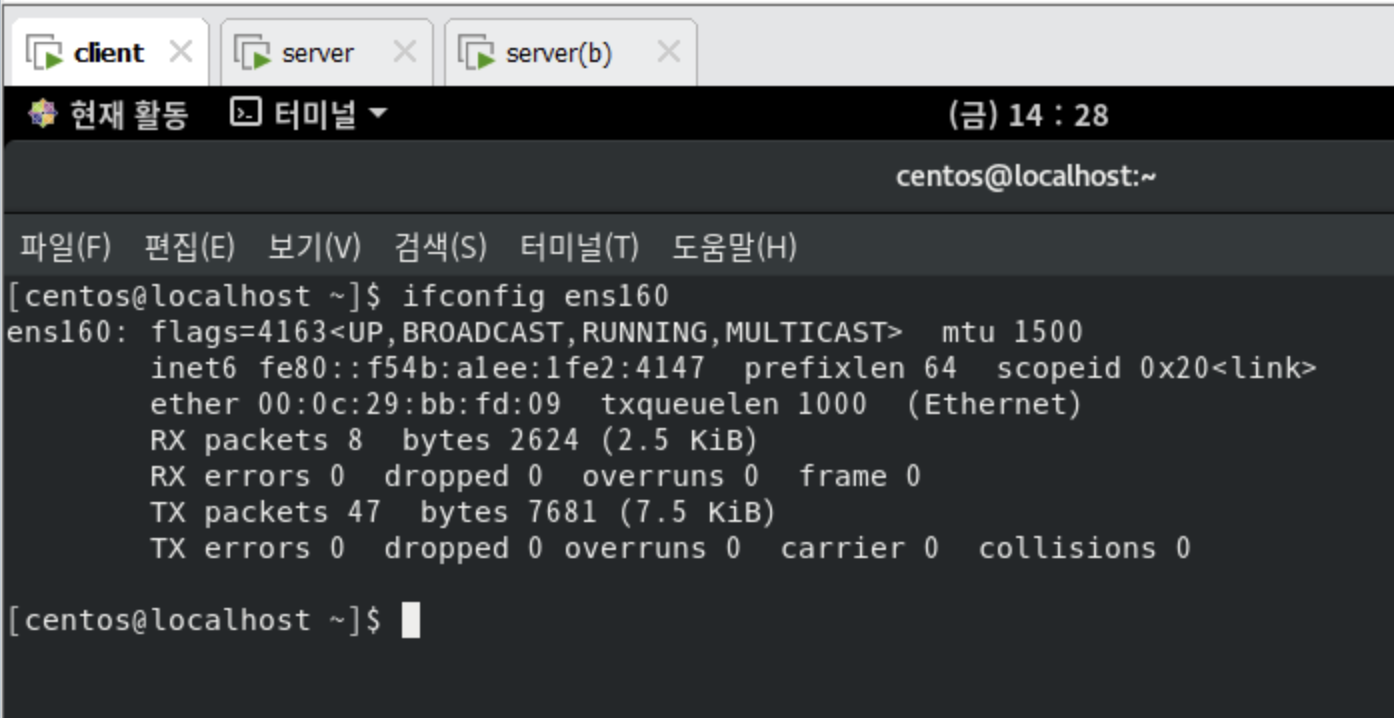 client server server(b)
현재 활동 터미널 (금) 14 : 28
centos@localhost:~
파일(F) 편집(E) 보기(V) 검색(S) 터미널(T) 도움말(H)
[centos@localhost ~]$ ifconfig ens160
ens160: flags=4163<UP,BROADCAST,RUNNING,MULTICAST>  mtu 1500
        inet6 fe80::f54b:a1ee:1fe2:4147  prefixlen 64  scopeid 0x20<link>
        ether 00:0c:29:bb:fd:09  txqueuelen 1000  (Ethernet)
        RX packets 8  bytes 2624 (2.5 KiB)
        RX errors 0  dropped 0  overruns 0  frame 0
        TX packets 47  bytes 7681 (7.5 KiB)
        TX errors 0  dropped 0 overruns 0  carrier 0  collisions 0
[centos@localhost ~]$